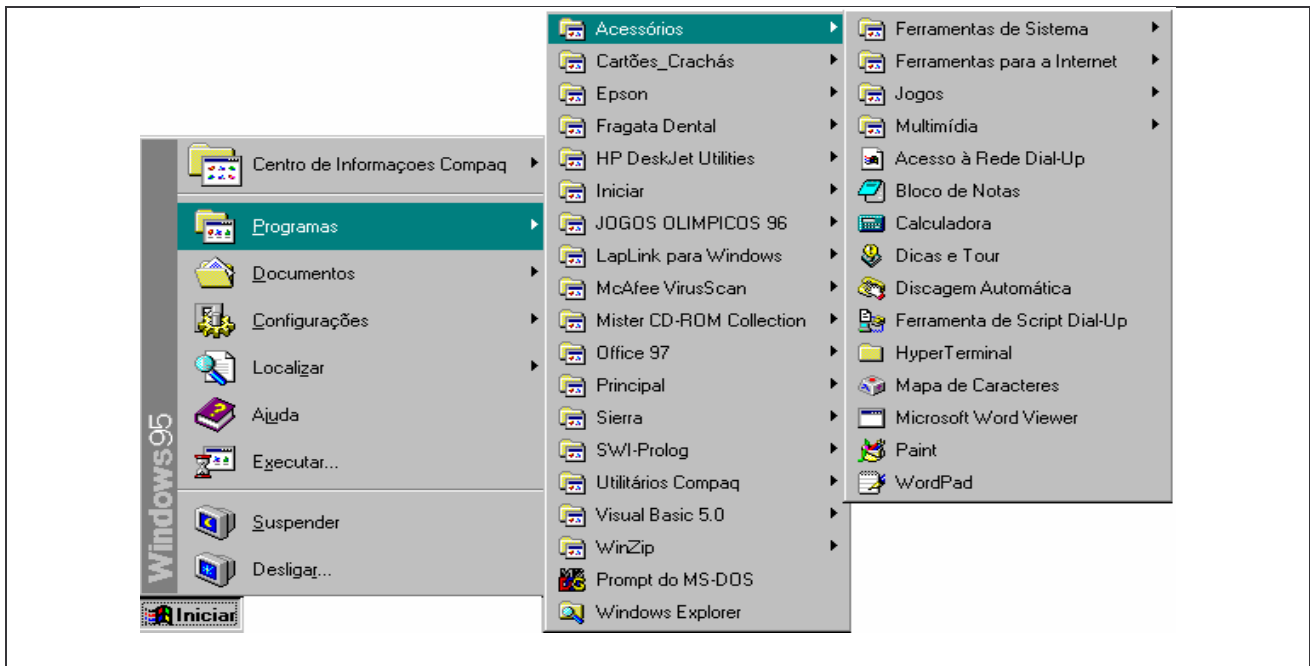 Centro de Informaçoes Compaq
Programas
Documentos
Configurações
Localizar
Ajuda
Executar...
Suspender
Desligar...
Windows95
Iniciar
Acessórios
Cartões_Crachás
Epson
Fragata Dental
HP DeskJet Utilities
Iniciar
JOGOS OLIMPICOS 96
LapLink para Windows
McAfee VirusScan
Mister CD-ROM Collection
Office 97
Principal
Sierra
SWI-Prolog
Utilitários Compaq
Visual Basic 5.0
WinZip
Prompt do MS-DOS
Windows Explorer
Ferramentas de Sistema
Ferramentas para a Internet
Jogos
Multimídia
Acesso à Rede Dial-Up
Bloco de Notas
Calculadora
Dicas e Tour
Discagem Automática
Ferramenta de Script Dial-Up
HyperTerminal
Mapa de Caracteres
Microsoft Word Viewer
Paint
WordPad